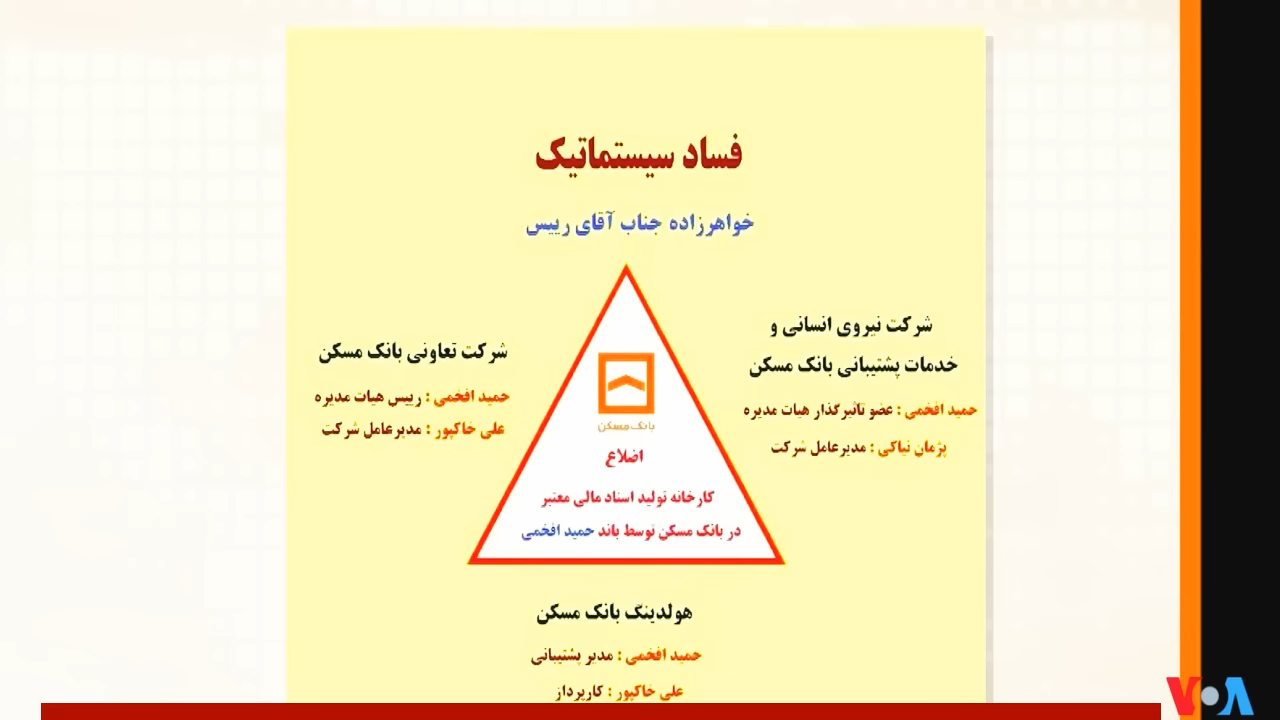 فساد سیستماتیک
خواهرزاده جناب آقای رییس
شرکت نیروی انسانی و
خدمات پشتیبانی بانک مسکن
حمید افخمی : عضو تاثیرگذار هیات مدیره
پژمان نیاکی : مدیرعامل شرکت
شرکت تعاونی بانک مسکن
حمید افخمی : رییس هیات مدیره
علی خاکپور : مدیرعامل شرکت
بانک مسکن
اضلاع
کارخانه تولید اسناد مالی معتبر
در بانک مسکن توسط باند حمید افخمی
هولدینگ بانک مسکن
حمید افخمی : مدیر پشتیبانی
علی خاکپور : کارپرداز
VOA